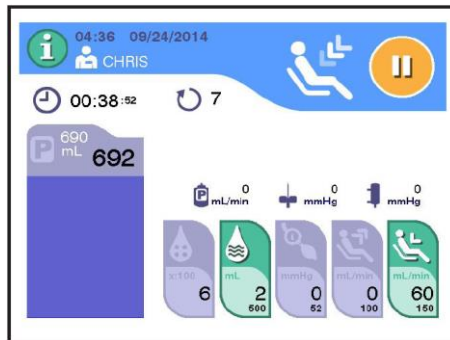 04:36 09/24/2014
CHRIS
00:38:52 7
P 690 mL 692
P 0 mL/min 0 mmHg 0 mmHg
x:100 mL mmHg mL/min mL/min
6 2 0 0 60
500 52 100 150